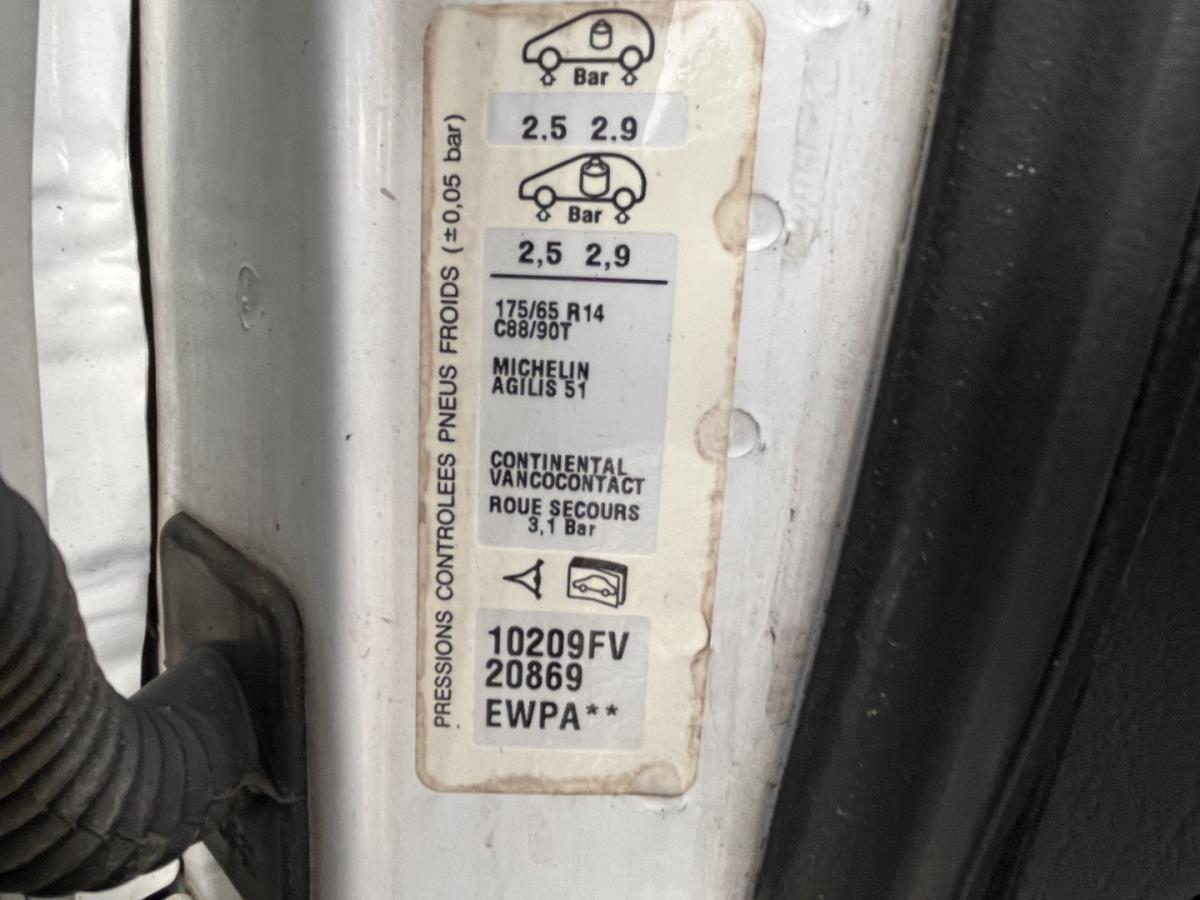 Bar
2.5 2.9
Bar
2,5 2,9
175/65 R14
C88/90T
MICHELIN
AGILIS 51
CONTINENTAL
VANCOCONTACT
ROUE SECOURS
3,1 Bar
10209FV
20869
EWPA**
PRESSIONS CONTROLEES PNEUS FROIDS (±0,05 bar)